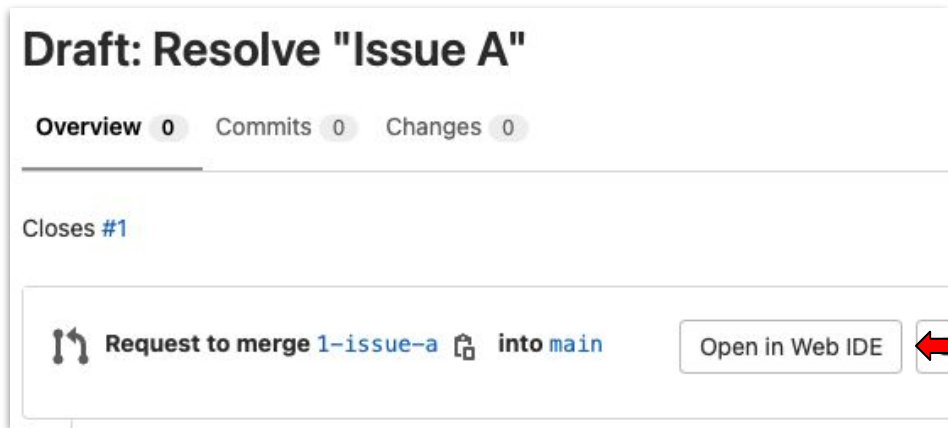 Draft: Resolve "Issue A"
Overview 0 Commits 0 Changes 0
Closes #1
Request to merge 1-issue-a into main Open in Web IDE